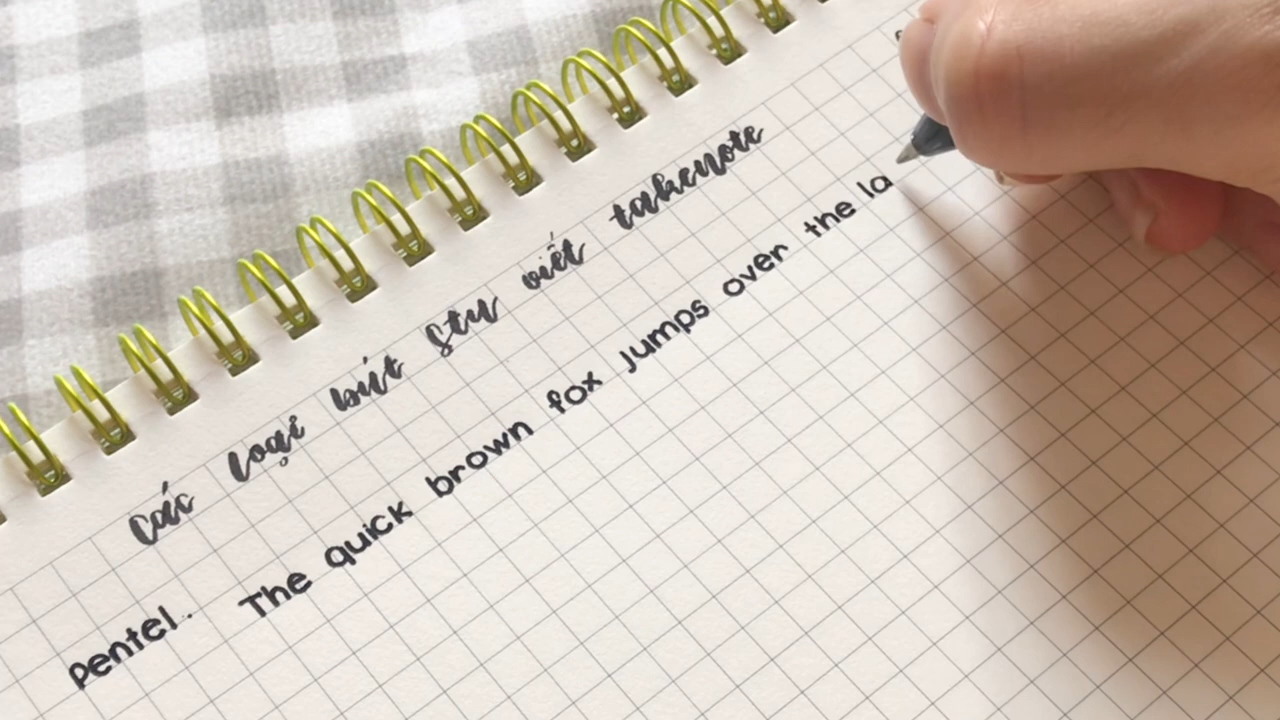 Các loại bút Stu viết takenote
pentel. The quick brown fox jumps over the la